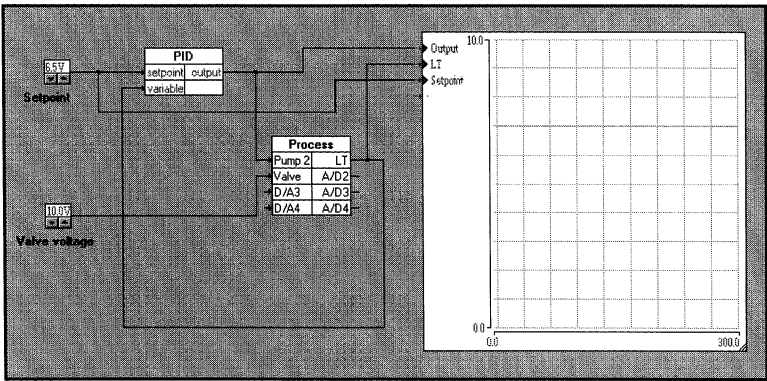 6.5V
Setpoint
PID
setpoint output
variable
Process
Pump 2 LT
Valve A/D2
D/A3 A/D3
D/A4 A/D4
10.0V
Valve voltage
Output
LT
Setpoint
10.0
0.0
0.0 300.0